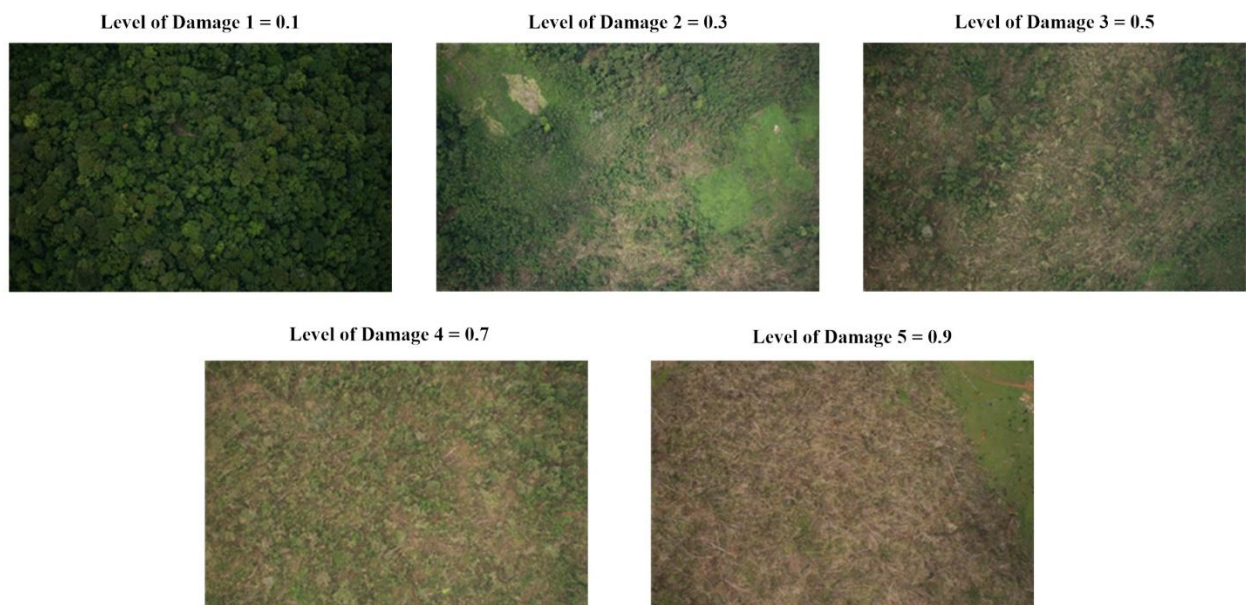 Level of Damage 1 = 0.1
Level of Damage 2 = 0.3
Level of Damage 3 = 0.5
Level of Damage 4 = 0.7
Level of Damage 5 = 0.9